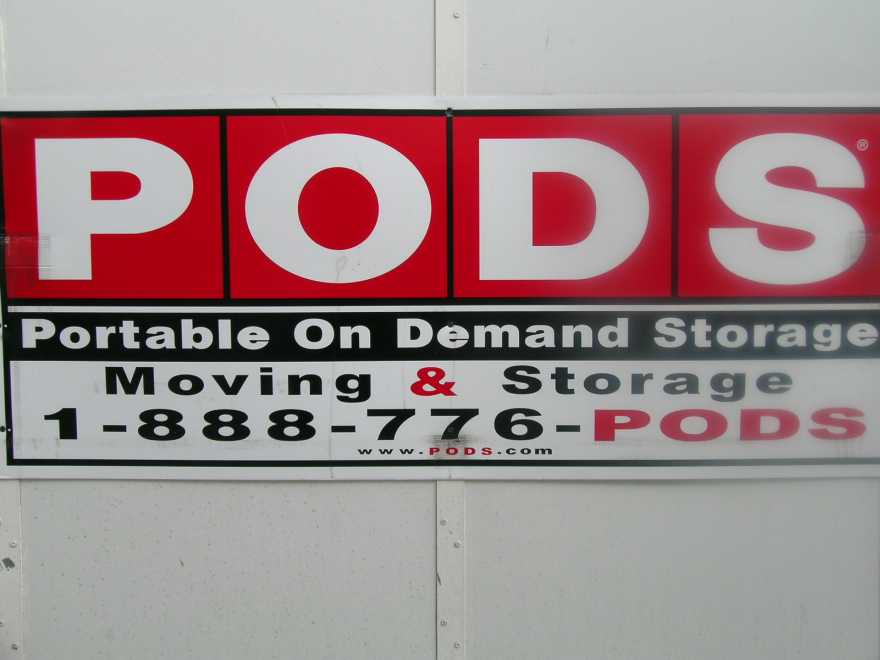 PODS®
Portable On Demand Storage
Moving & Storage
1-888-776-PODS
www.PODS.com